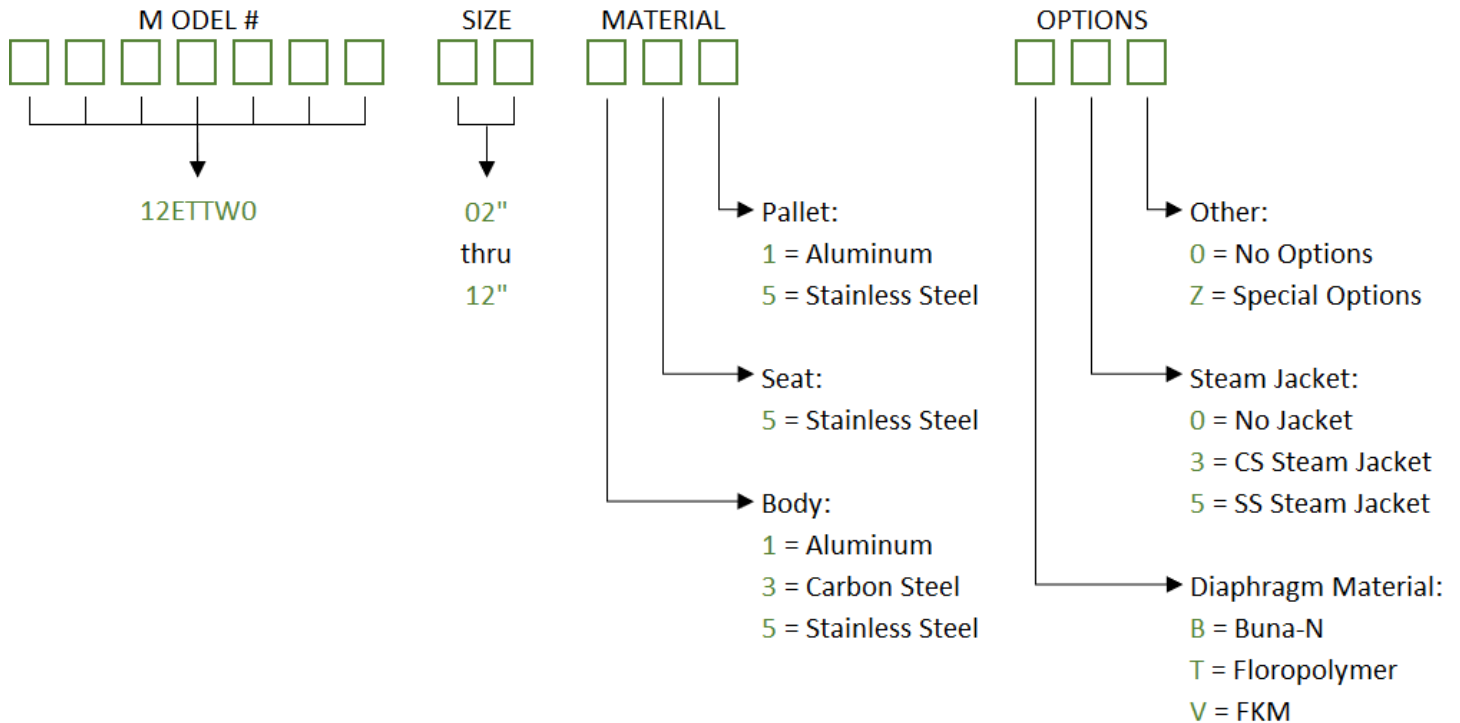 M ODEL #
SIZE
MATERIAL
OPTIONS
12ETTW0
02"
thru
12"
Pallet:
1 = Aluminum
5 = Stainless Steel
Seat:
5 = Stainless Steel
Body:
1 = Aluminum
3 = Carbon Steel
5 = Stainless Steel
Other:
0 = No Options
Z = Special Options
Steam Jacket:
0 = No Jacket
3 = CS Steam Jacket
5 = SS Steam Jacket
Diaphragm Material:
B = Buna-N
T = Floropolymer
V = FKM